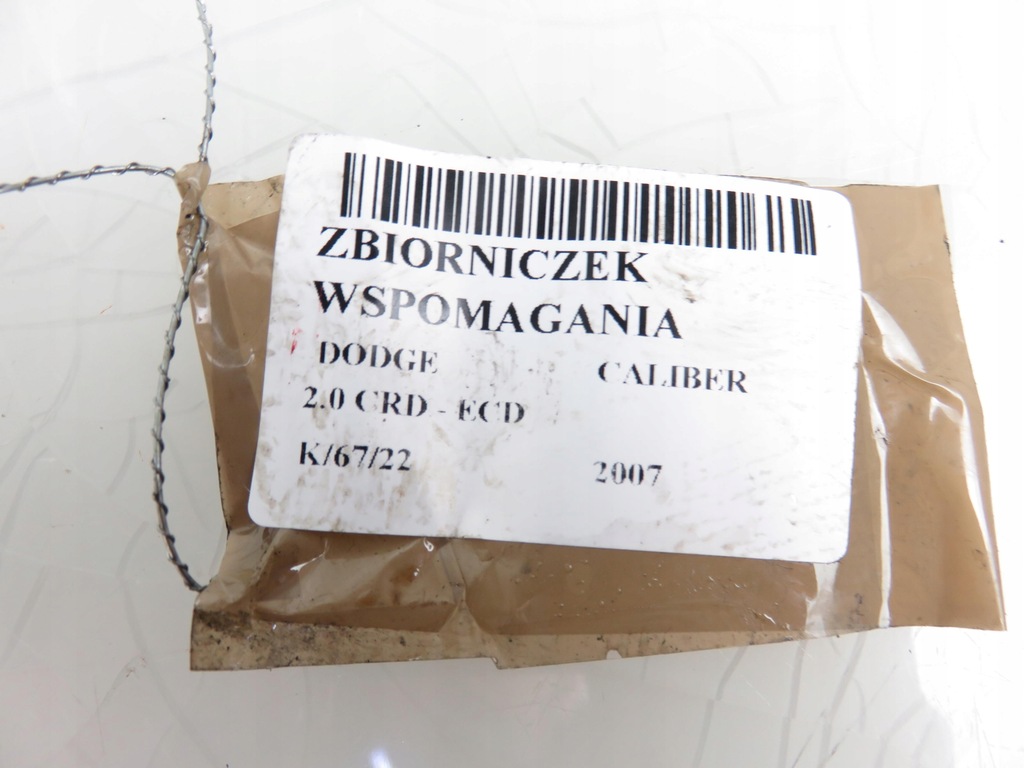 ZBIORNICZEK
WSPOMAGANIA
DODGE CALIBER
2.0 CRD - ECD
K/67/22 2007